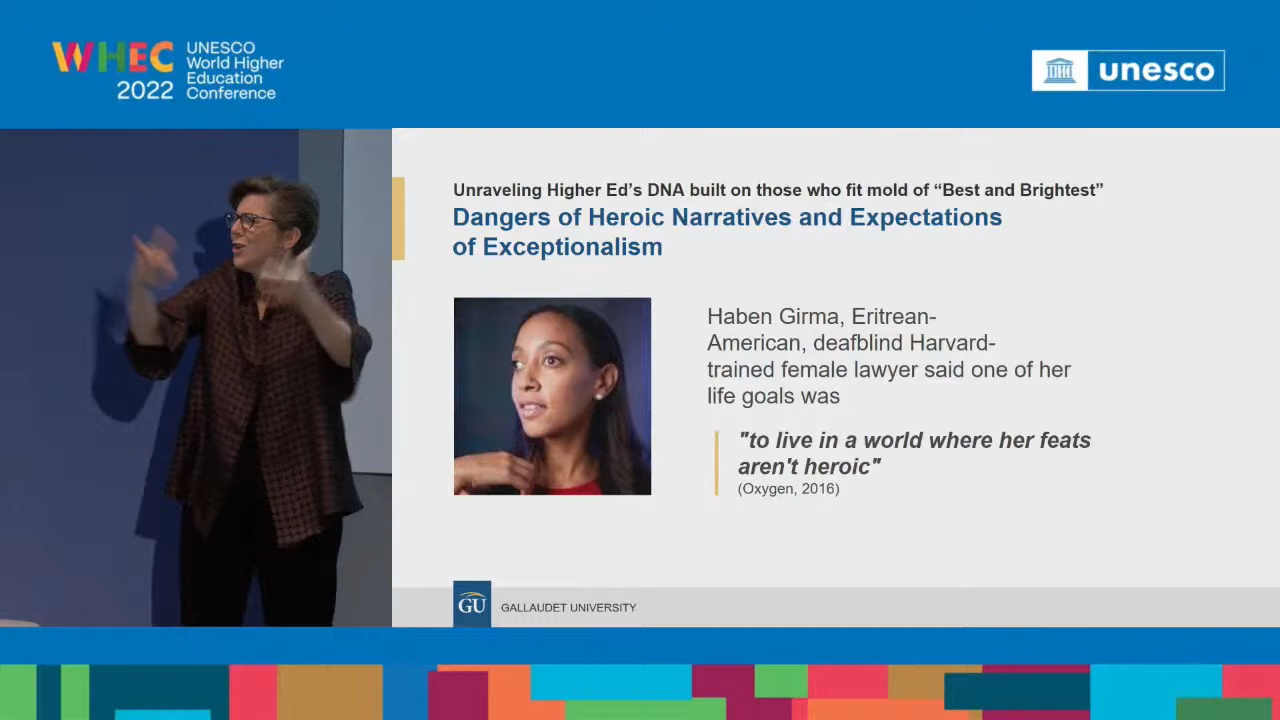 WHEC
2022
UNESCO
World Higher
Education
Conference
unesco
Unraveling Higher Ed's DNA built on those who fit mold of “Best and Brightest”
Dangers of Heroic Narratives and Expectations
of Exceptionalism
Haben Girma, Eritrean-
American, deafblind Harvard-
trained female lawyer said one of her
life goals was
"to live in a world where her feats
aren't heroic"
(Oxygen, 2016)
GU
GALLAUDET UNIVERSITY